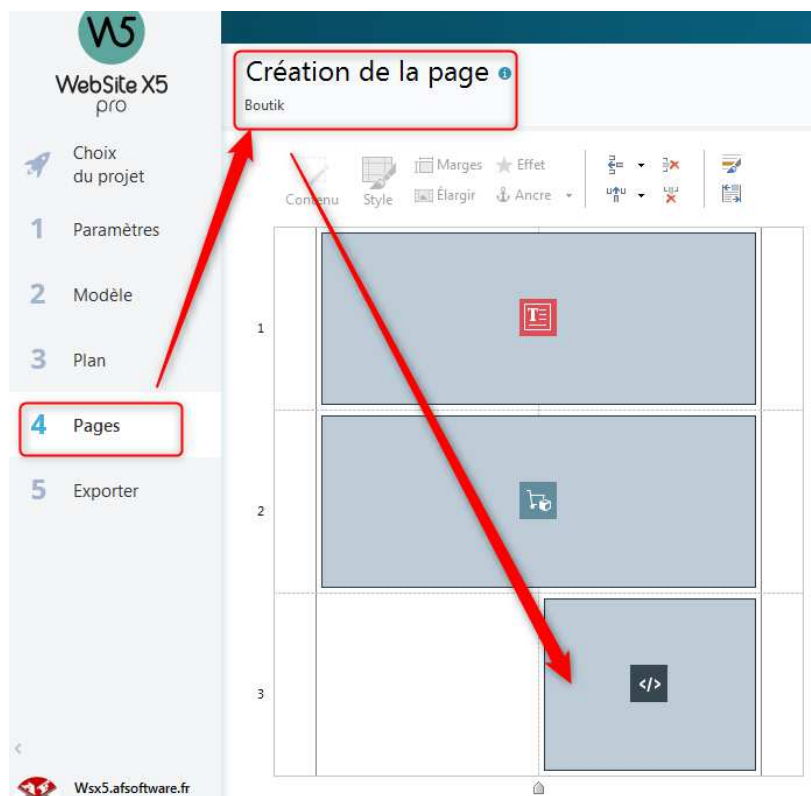 W5
WebSite X5
pro
Choix
du projet
1 Paramètres
2 Modèle
3 Plan
4 Pages
5 Exporter
Wsx5.afsoftware.fr
Création de la page
Boutik
Contenu
Style
Marges
Effet
Élargir
Ancre
1
T
2
3
</>